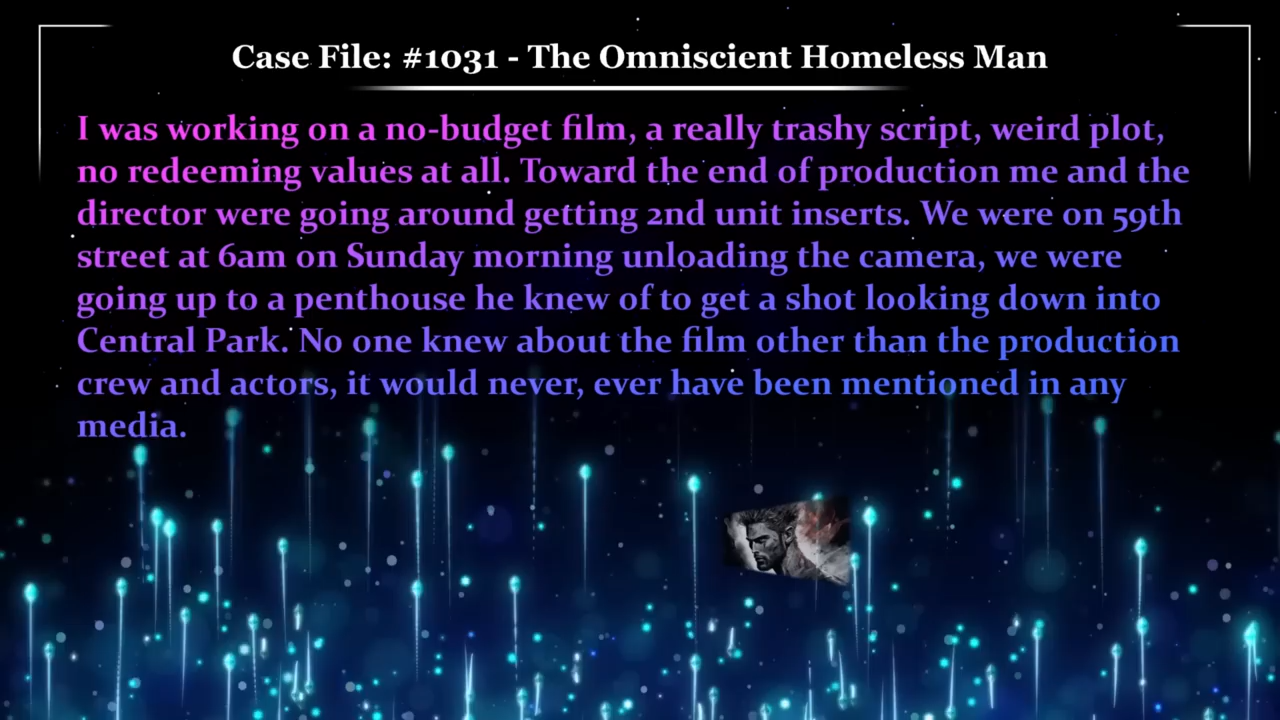 Case File: #1031 - The Omniscient Homeless Man
I was working on a no-budget film, a really trashy script, weird plot,
no redeeming values at all. Toward the end of production me and the
director were going around getting 2nd unit inserts. We were on 59th
street at 6am on Sunday morning unloading the camera, we were
going up to a penthouse he knew of to get a shot looking down into
Central Park. No one knew about the film other than the production
crew and actors, it would never, ever have been mentioned in any
media.